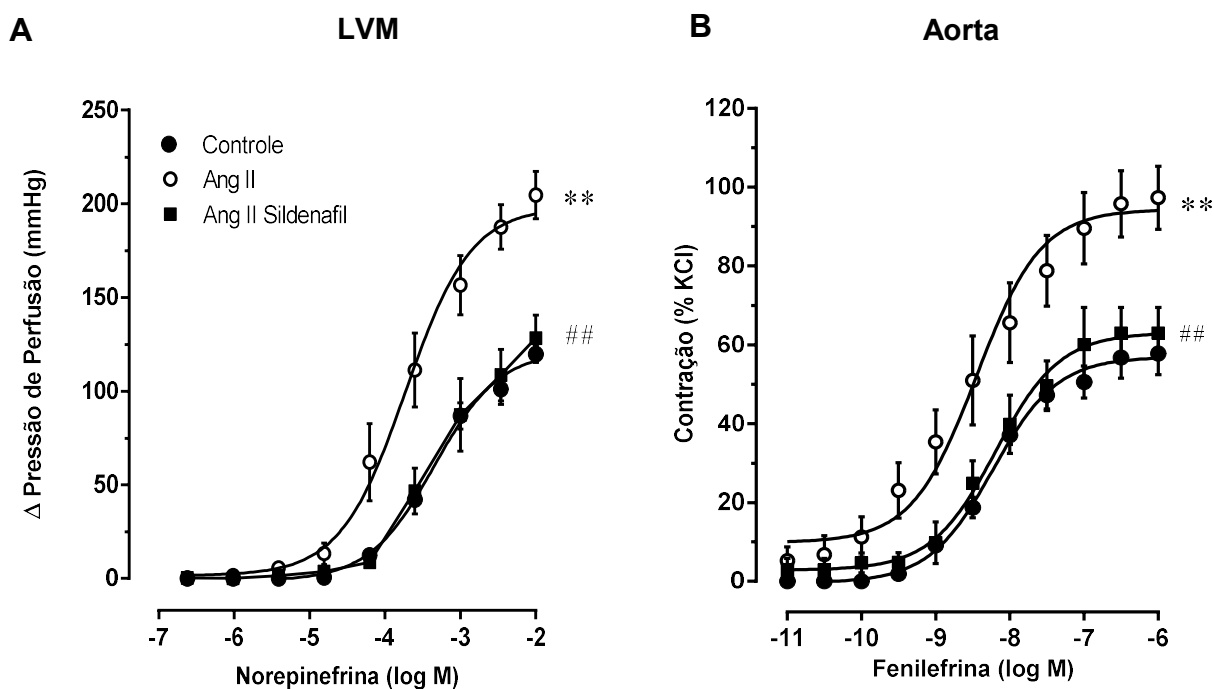 A
LVM
Δ Pressão de Perfusão (mmHg)
250
200
150
100
50
0
Controle
Ang II
Ang II Sildenafil
**
##
-7 -6 -5 -4 -3 -2
Norepinefrina (log M)
B
Aorta
Contração (% KCl)
120
100
80
60
40
20
0
**
##
-11 -10 -9 -8 -7 -6
Fenilefrina (log M)